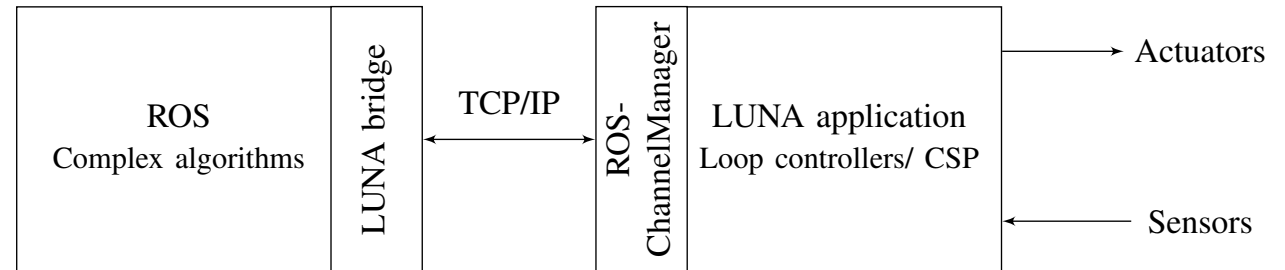 ROS
Complex algorithms
LUNA bridge
TCP/IP
ROS-
ChannelManager
LUNA application
Loop controllers/ CSP
Actuators
Sensors